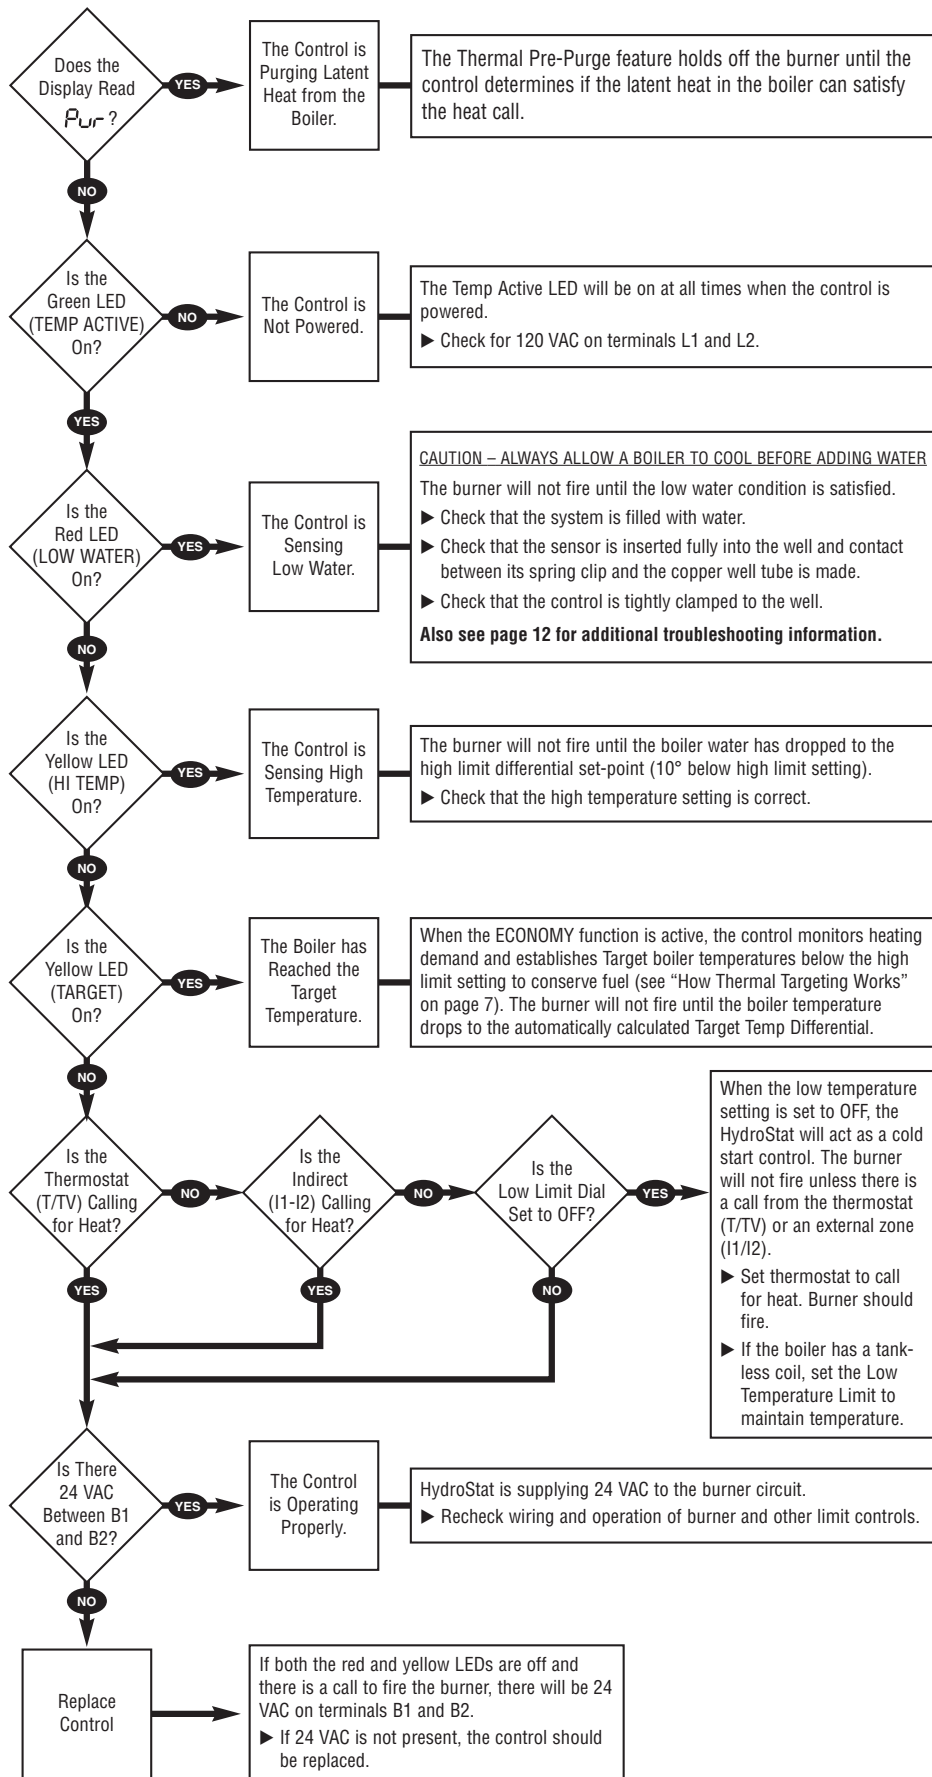 Does the
Display Read
Pur ?
YES
The Control is
Purging Latent
Heat from the
Boiler.
The Thermal Pre-Purge feature holds off the burner until the
control determines if the latent heat in the boiler can satisfy
the heat call.
NO
Is the
Green LED
(TEMP ACTIVE)
On?
NO
The Control is
Not Powered.
The Temp Active LED will be on at all times when the control is
powered.
▶ Check for 120 VAC on terminals L1 and L2.
YES
Is the
Red LED
(LOW WATER)
On?
YES
The Control is
Sensing
Low Water.
CAUTION – ALWAYS ALLOW A BOILER TO COOL BEFORE ADDING WATER
The burner will not fire until the low water condition is satisfied.
▶ Check that the system is filled with water.
▶ Check that the sensor is inserted fully into the well and contact
between its spring clip and the copper well tube is made.
▶ Check that the control is tightly clamped to the well.
Also see page 12 for additional troubleshooting information.
NO
Is the
Yellow LED
(HI TEMP)
On?
YES
The Control is
Sensing High
Temperature.
The burner will not fire until the boiler water has dropped to the
high limit differential set-point (10° below high limit setting).
▶ Check that the high temperature setting is correct.
NO
Is the
Yellow LED
(TARGET)
On?
YES
The Boiler has
Reached the
Target
Temperature.
When the ECONOMY function is active, the control monitors heating
demand and establishes Target boiler temperatures below the high
limit setting to conserve fuel (see “How Thermal Targeting Works”
on page 7). The burner will not fire until the boiler temperature
drops to the automatically calculated Target Temp Differential.
NO
Is the
Thermostat
(T/TV) Calling
for Heat?
NO
Is the
Indirect
(I1-I2) Calling
for Heat?
NO
Is the
Low Limit Dial
Set to OFF?
YES
When the low temperature
setting is set to OFF, the
HydroStat will act as a cold
start control. The burner
will not fire unless there is
a call from the thermostat
(T/TV) or an external zone
(I1/I2).
▶ Set thermostat to call
for heat. Burner should
fire.
▶ If the boiler has a tank-
less coil, set the Low
Temperature Limit to
maintain temperature.
YES
YES
NO
Is There
24 VAC
Between B1
and B2?
YES
The Control
is Operating
Properly.
HydroStat is supplying 24 VAC to the burner circuit.
▶ Recheck wiring and operation of burner and other limit controls.
NO
Replace
Control
If both the red and yellow LEDs are off and
there is a call to fire the burner, there will be 24
VAC on terminals B1 and B2.
▶ If 24 VAC is not present, the control should
be replaced.